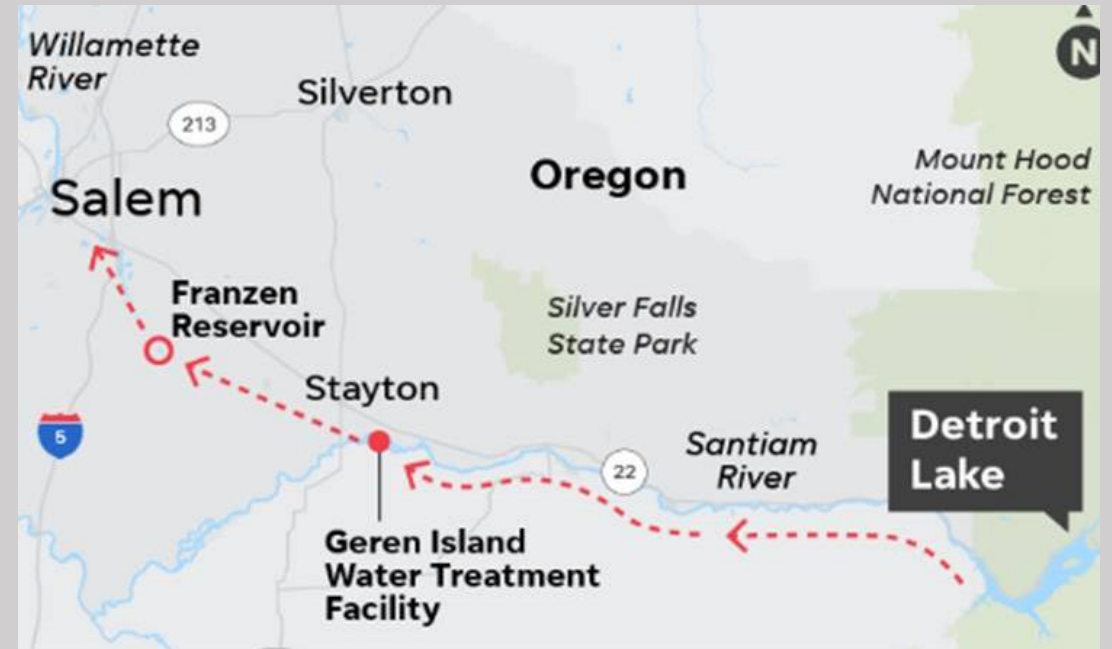 Willamette
River
Silverton
213
N
Oregon
Mount Hood
National Forest
Salem
Franzen
Reservoir
Silver Falls
State Park
Stayton
5
Detroit
Lake
Santiam
River
22
Geren Island
Water Treatment
Facility